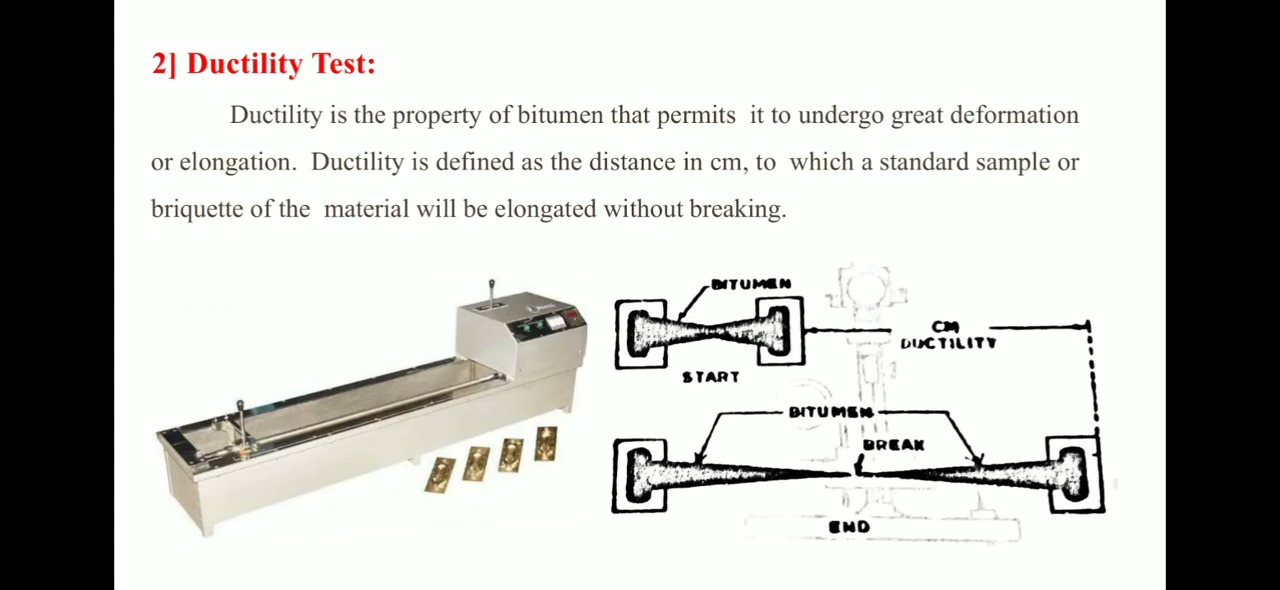 2] Ductility Test:
Ductility is the property of bitumen that permits it to undergo great deformation
or elongation. Ductility is defined as the distance in cm, to which a standard sample or
briquette of the material will be elongated without breaking.
BITUMEN
CM
DUCTILITY
START
BITUMEN
BREAK
END